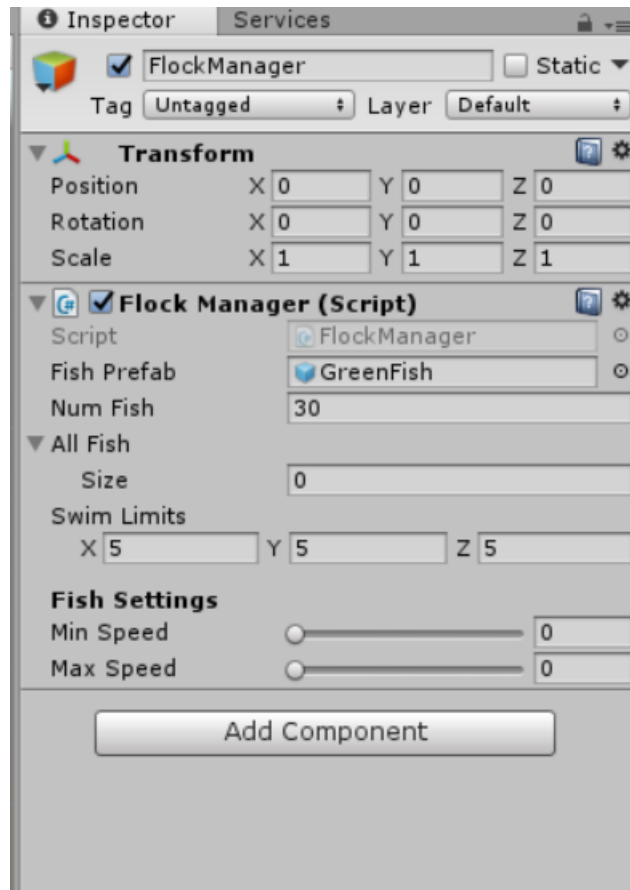 Inspector Services
FlockManager Static
Tag Untagged Layer Default
Transform
Position X 0 Y 0 Z 0
Rotation X 0 Y 0 Z 0
Scale X 1 Y 1 Z 1
C# Flock Manager (Script)
Script FlockManager
Fish Prefab GreenFish
Num Fish 30
All Fish
Size 0
Swim Limits
X 5 Y 5 Z 5
Fish Settings
Min Speed 0
Max Speed 0
Add Component